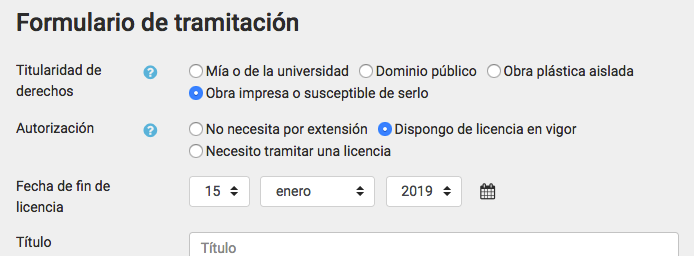 Formulario de tramitación
Titularidad de derechos
? Mía o de la universidad Dominio público Obra plástica aislada
Obra impresa o susceptible de serlo
Autorización ? No necesita por extensión Dispongo de licencia en vigor
Necesito tramitar una licencia
Fecha de fin de licencia
15 enero 2019
Título Título